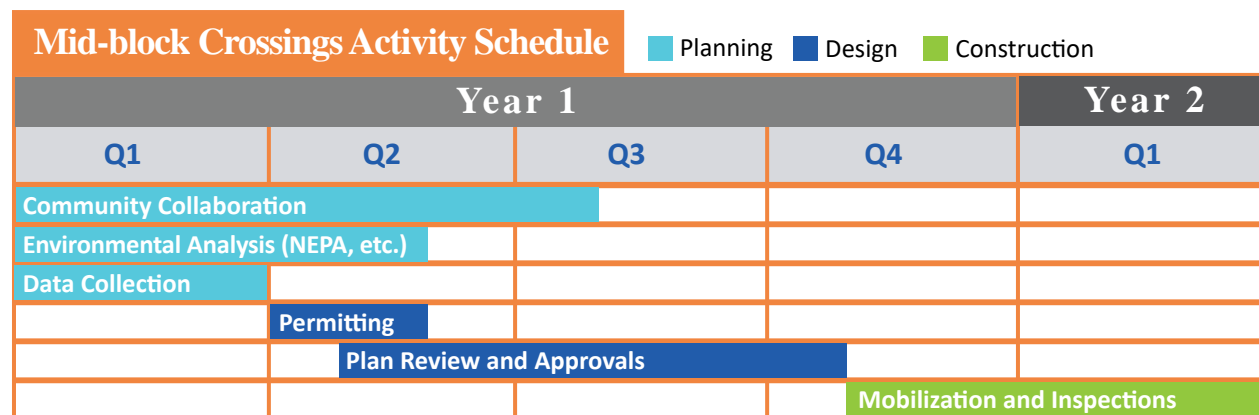 Mid-block Crossings Activity Schedule
Planning
Design
Construction
Year 1
Year 2
Q1
Q2
Q3
Q4
Q1
Community Collaboration
Environmental Analysis (NEPA, etc.)
Data Collection
Permitting
Plan Review and Approvals
Mobilization and Inspections